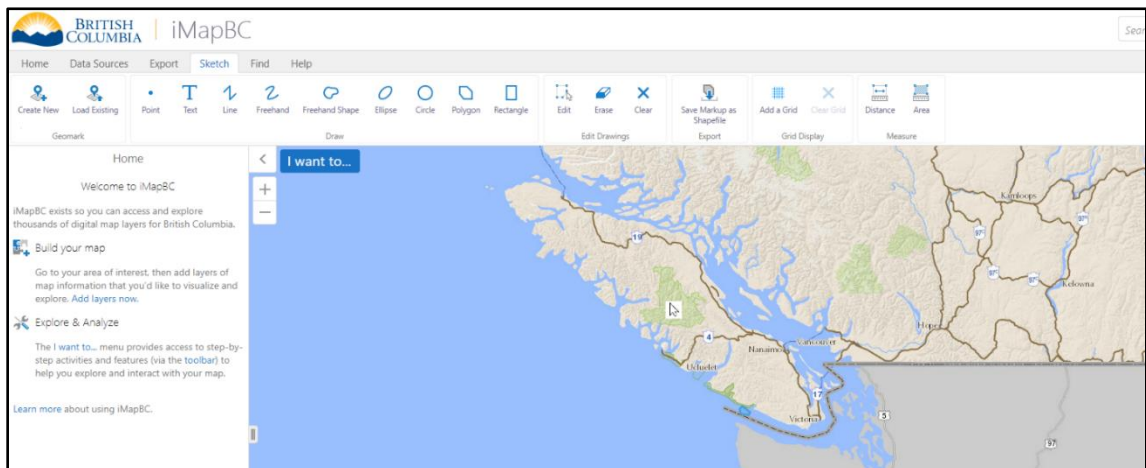 BRITISH
COLUMBIA
iMapBC
Sear
Home Data Sources Export Sketch Find Help
Create New Load Existing Point Text Line Freehand Freehand Shape Ellipse Circle Polygon Rectangle Edit Erase Clear Save Markup as Add a Grid Clear Grid Distance Area
Shapefile
Geomark Draw Edit Drawings Export Grid Display Measure
Home
I want to...
Welcome to iMapBC
iMapBC exists so you can access and explore
thousands of digital map layers for British Columbia.
Build your map
Go to your area of interest, then add layers of
map information that you'd like to visualize and
explore. Add layers now.
Explore & Analyze
The I want to... menu provides access to step-by-
step activities and features (via the toolbar) to
help you explore and interact with your map.
Learn more about using iMapBC.
Kamloops
97C
19
Kelowna
Hope
4
Vancouver
Nanaimo
Ucluelet
17
Victoria
5
97